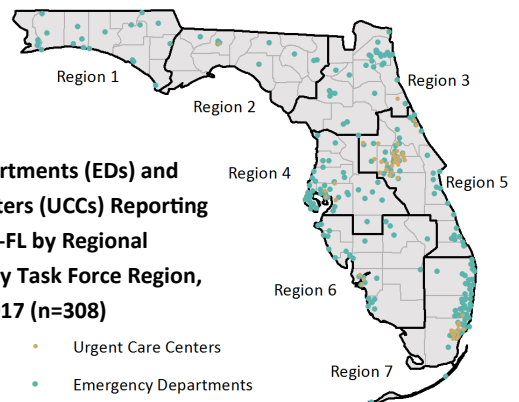 Region 1
Region 2
Region 3
Region 4
Region 5
rtments (EDs) and
ters (UCCs) Reporting
-FL by Regional
y Task Force Region,
17 (n=308)
Region 6
Urgent Care Centers
Region 7
Emergency Departments